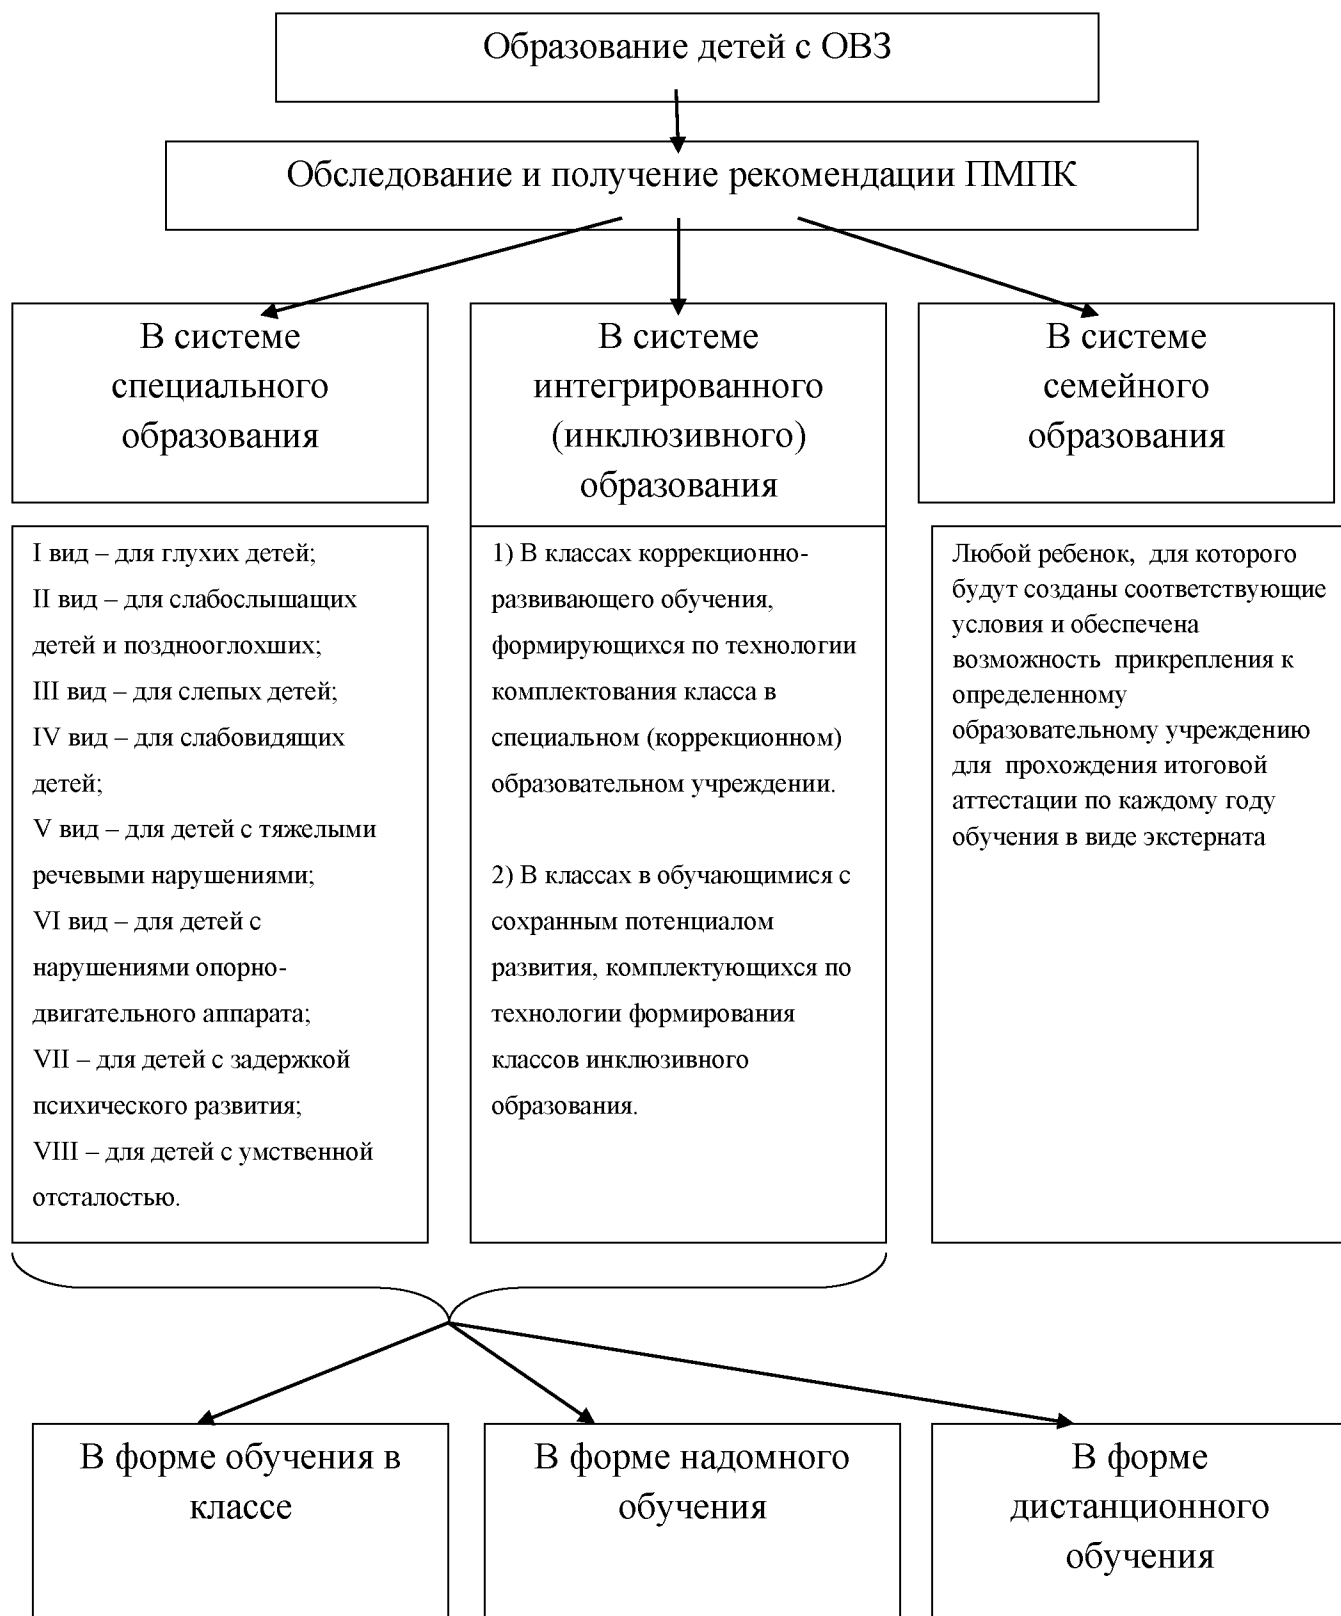 Образование детей с ОВЗ
Обследование и получение рекомендации ПМПК
В системе
специального
образования
В системе
интегрированного
(инклюзивного)
образования
В системе
семейного
образования
I вид – для глухих детей;
II вид – для слабослышащих
детей и позднооглохших;
III вид – для слепых детей;
IV вид – для слабовидящих
детей;
V вид – для детей с тяжелыми
речевыми нарушениями;
VI вид – для детей с
нарушениями опорно-
двигательного аппарата;
VII – для детей с задержкой
психического развития;
VIII – для детей с умственной
отсталостью.
1) В классах коррекционно-
развивающего обучения,
формирующихся по технологии
комплектования класса в
специальном (коррекционном)
образовательном учреждении.
2) В классах в обучающимися с
сохранным потенциалом
развития, комплектующихся по
технологии формирования
классов инклюзивного
образования.
Любой ребенок, для которого
будут созданы соответствующие
условия и обеспечена
возможность прикрепления к
определенному
образовательному учреждению
для прохождения итоговой
аттестации по каждому году
обучения в виде экстерната
В форме обучения в
классе
В форме надомного
обучения
В форме
дистанционного
обучения